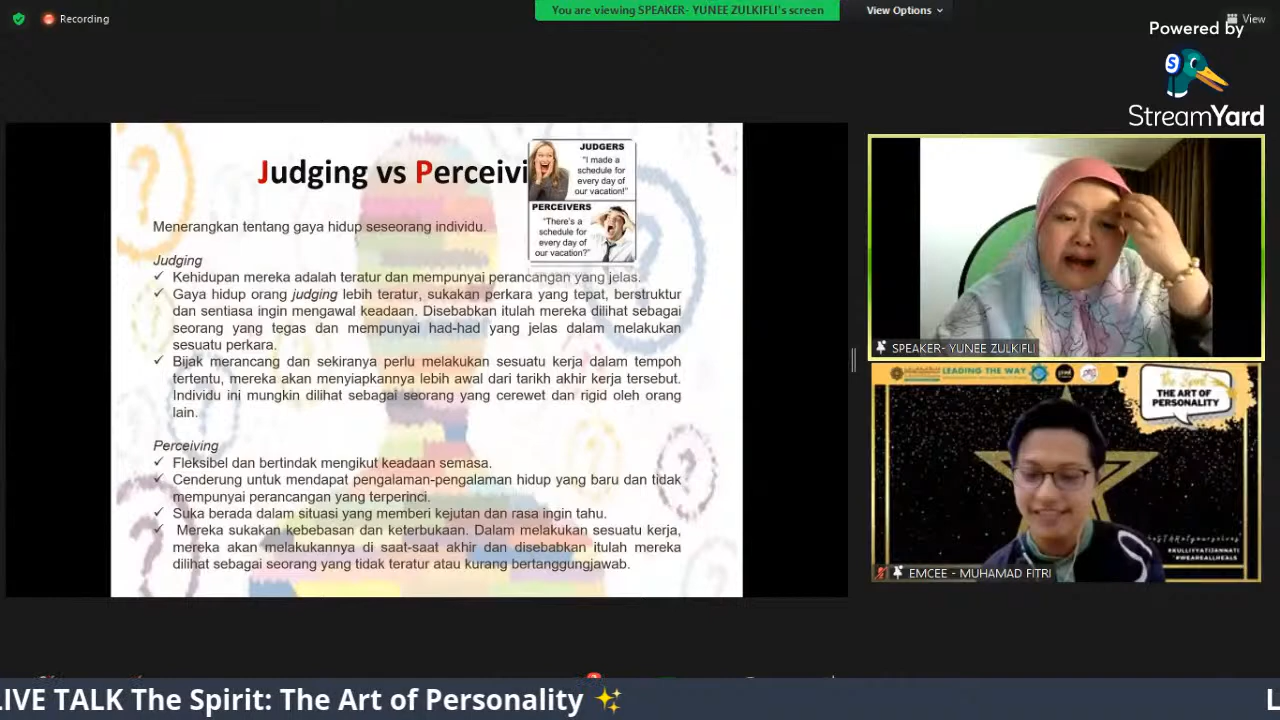 Recording
You are viewing SPEAKER- YUNEE ZULKIFLI's screen
View Options
View
Powered by
S
StreamYard
Judging vs Perceivi
JUDGERS
"I made a
schedule for
every day of
our vacation!"
PERCEIVERS
"There's a
schedule for
every day of
our vacation?"
Menerangkan tentang gaya hidup seseorang individu.
Judging
✓ Kehidupan mereka adalah teratur dan mempunyai perancangan yang jelas.
✓ Gaya hidup orang judging lebih teratur, sukakan perkara yang tepat, berstruktur
dan sentiasa ingin mengawal keadaan. Disebabkan itulah mereka dilihat sebagai
seorang yang tegas dan mempunyai had-had yang jelas dalam melakukan
sesuatu perkara.
✓ Bijak merancang dan sekiranya perlu melakukan sesuatu kerja dalam tempoh
tertentu, mereka akan menyiapkannya lebih awal dari tarikh akhir kerja tersebut.
Individu ini mungkin dilihat sebagai seorang yang cerewet dan rigid oleh orang
lain.
Perceiving
✓ Fleksibel dan bertindak mengikut keadaan semasa.
✓ Cenderung untuk mendapat pengalaman-pengalaman hidup yang baru dan tidak
mempunyai perancangan yang terperinci.
✓ Suka berada dalam situasi yang memberi kejutan dan rasa ingin tahu.
✓ Mereka sukakan kebebasan dan keterbukaan. Dalam melakukan sesuatu kerja,
mereka akan melakukannya di saat-saat akhir dan disebabkan itulah mereka
dilihat sebagai seorang yang tidak teratur atau kurang bertanggungjawab.
SPEAKER- YUNEE ZULKIFLI
LEADING THE WAY
The Spirit
THE ART OF
PERSONALITY
#KULLIYYATIJANNATI
#WEAREALLHEALS
EMCEE - MUHAMAD FITRI
LIVE TALK The Spirit: The Art of Personality ✨
L